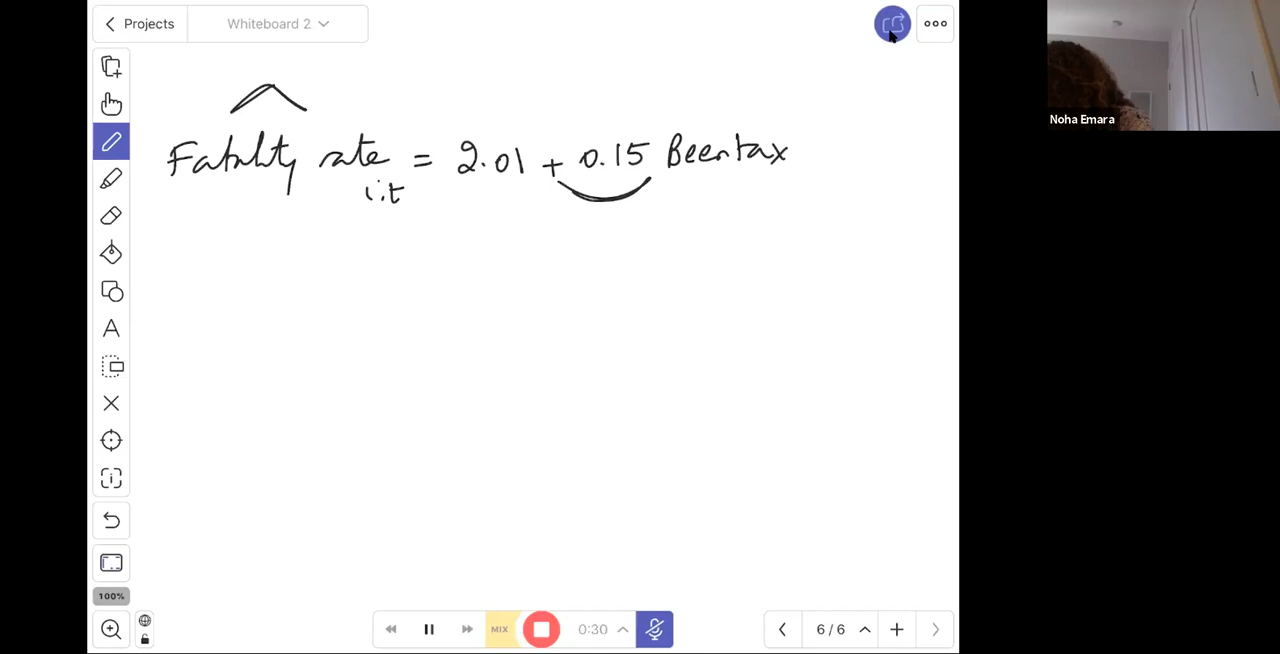 Projects
Whiteboard 2
Noha Emara
Fatality rate = 2.01 + 0.15 Beertax
i.t
A
100%
MIX
0:30
6/6